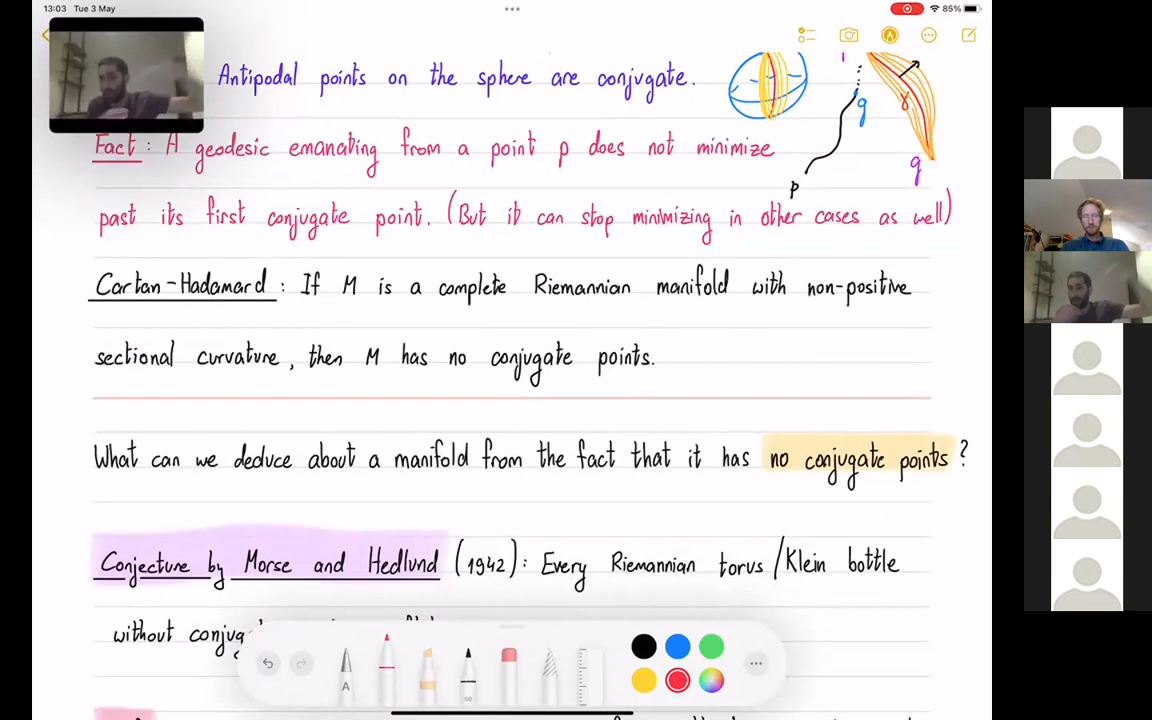 13:03 Tue 3 May
85%
Antipodal points on the sphere are conjugate.
Fact: A geodesic emanating from a point p does not minimize
past its first conjugate point. (But it can stop minimizing in other cases as well)
q
γ
q
p
Cartan-Hadamard: If M is a complete Riemannian manifold with non-positive
sectional curvature, then M has no conjugate points.
What can we deduce about a manifold from the fact that it has no conjugate points?
Conjecture by Morse and Hedlund (1942): Every Riemannian torus/Klein bottle
without
A
50